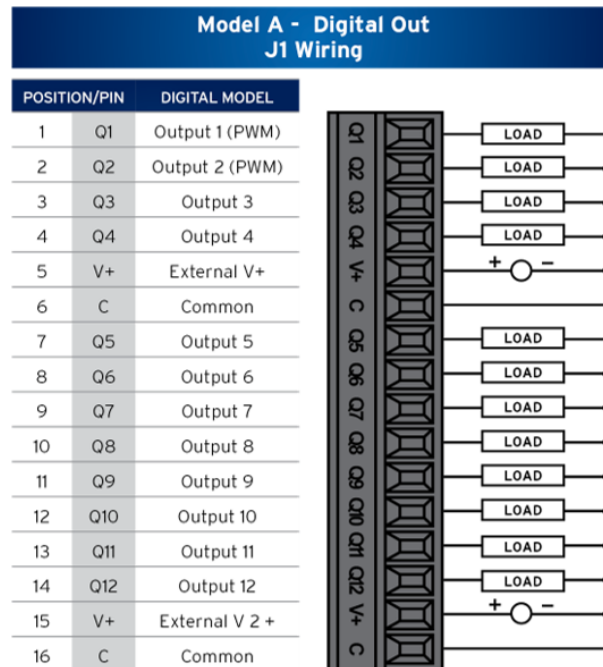 Model A - Digital Out
J1 Wiring
POSITION/PIN DIGITAL MODEL
1 Q1 Output 1 (PWM)
2 Q2 Output 2 (PWM)
3 Q3 Output 3
4 Q4 Output 4
5 V+ External V+
6 C Common
7 Q5 Output 5
8 Q6 Output 6
9 Q7 Output 7
10 Q8 Output 8
11 Q9 Output 9
12 Q10 Output 10
13 Q11 Output 11
14 Q12 Output 12
15 V+ External V 2 +
16 C Common
Q1 LOAD
Q2 LOAD
Q3 LOAD
Q4 LOAD
V+ + −
C
Q5 LOAD
Q6 LOAD
Q7 LOAD
Q8 LOAD
Q9 LOAD
Q10 LOAD
Q11 LOAD
Q12 LOAD
V+ + −
C